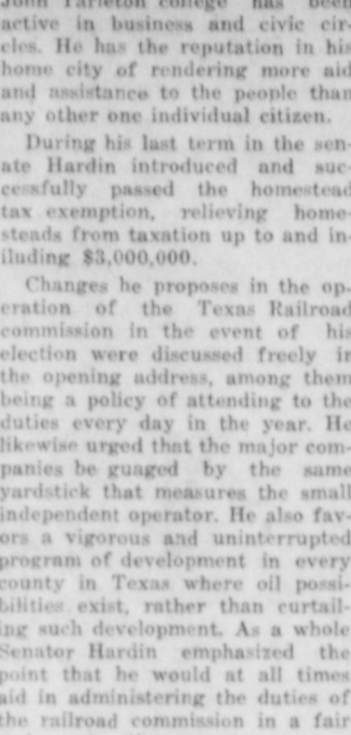 John Tarleton college has been
active in business and civic cir-
cles. He has the reputation in his
home city of rendering more aid
and assistance to the people than
any other one individual citizen.
During his last term in the sen-
ate Hardin introduced and suc-
cessfully passed the homestead
tax exemption, relieving home-
steads from taxation up to and in-
iluding $3,000,000.
Changes he proposes in the op-
eration of the Texas Railroad
commission in the event of his
election were discussed freely in
the opening address, among them
being a policy of attending to the
duties every day in the year. He
likewise urged that the major com-
panies be guaged by the same
yardstick that measures the small
independent operator. He also fav-
ors a vigorous and uninterrupted
program of development in every
county in Texas where oil possi-
bilities exist, rather than curtail-
ing such development. As a whole
Senator Hardin emphasized the
point that he would at all times
aid in administering the duties of
the railroad commission in a fair